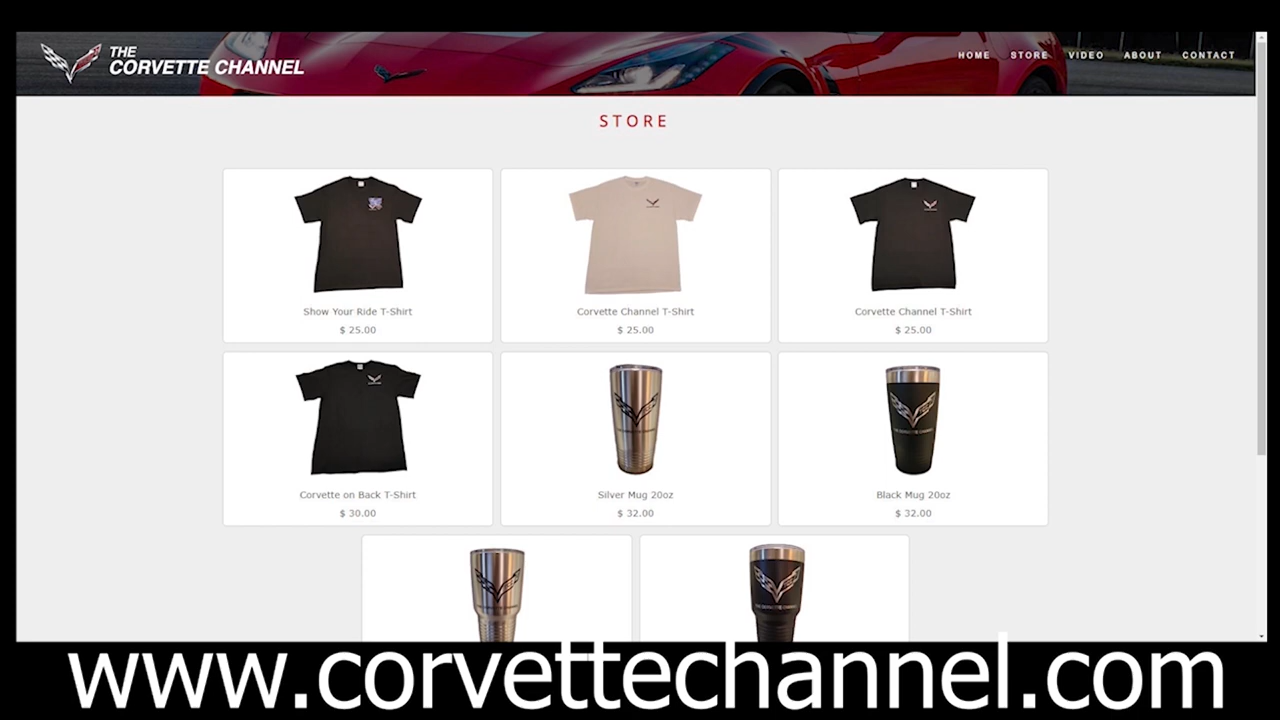 THE
CORVETTE CHANNEL
HOME STORE VIDEO ABOUT CONTACT
STORE
Show Your Ride T-Shirt
$ 25.00
Corvette Channel T-Shirt
$ 25.00
Corvette Channel T-Shirt
$ 25.00
Corvette on Back T-Shirt
$ 30.00
Silver Mug 20oz
$ 32.00
Black Mug 20oz
$ 32.00
www.corvettechannel.com